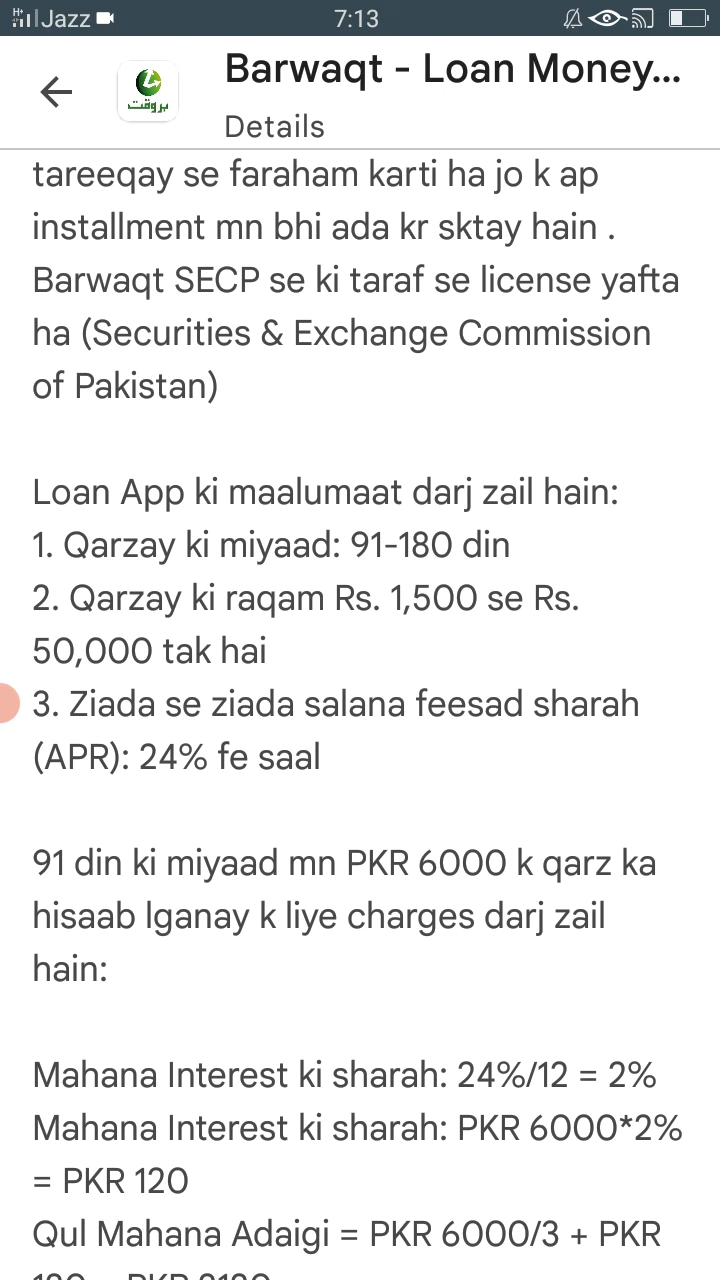 Jazz
7:13
Barwaqt - Loan Money...
بروقت
Details
tareeqay se faraham karti ha jo k ap
installment mn bhi ada kr sktay hain .
Barwaqt SECP se ki taraf se license yafta
ha (Securities & Exchange Commission
of Pakistan)
Loan App ki maalumaat darj zail hain:
1. Qarzay ki miyaad: 91-180 din
2. Qarzay ki raqam Rs. 1,500 se Rs.
50,000 tak hai
3. Ziada se ziada salana feesad sharah
(APR): 24% fe saal
91 din ki miyaad mn PKR 6000 k qarz ka
hisaab lganay k liye charges darj zail
hain:
Mahana Interest ki sharah: 24%/12 = 2%
Mahana Interest ki sharah: PKR 6000*2%
= PKR 120
Qul Mahana Adaigi = PKR 6000/3 + PKR